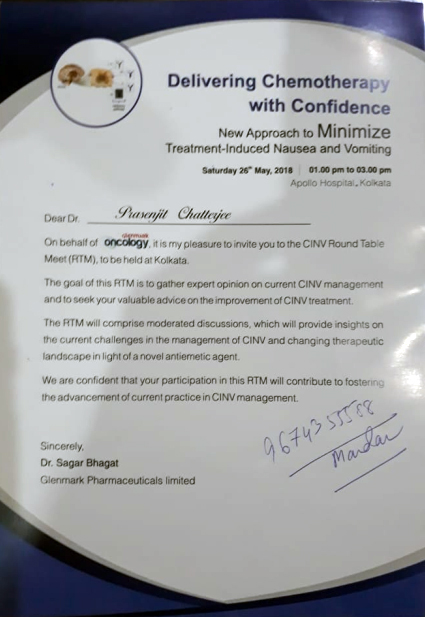 Delivering Chemotherapy
with Confidence
New Approach to Minimize
Treatment-Induced Nausea and Vomiting
Saturday 26th May, 2018 | 01.00 pm to 03.00 pm
Apollo Hospital, Kolkata
Dear Dr. Prasenjit Chatterjee
On behalf of glenmark oncology, it is my pleasure to invite you to the CINV Round Table
Meet (RTM), to be held at Kolkata.
The goal of this RTM is to gather expert opinion on current CINV management
and to seek your valuable advice on the improvement of CINV treatment.
The RTM will comprise moderated discussions, which will provide insights on
the current challenges in the management of CINV and changing therapeutic
landscape in light of a novel antiemetic agent.
We are confident that your participation in this RTM will contribute to fostering
the advancement of current practice in CINV management.
9674355558
Mandar
Sincerely,
Dr. Sagar Bhagat
Glenmark Pharmaceuticals limited